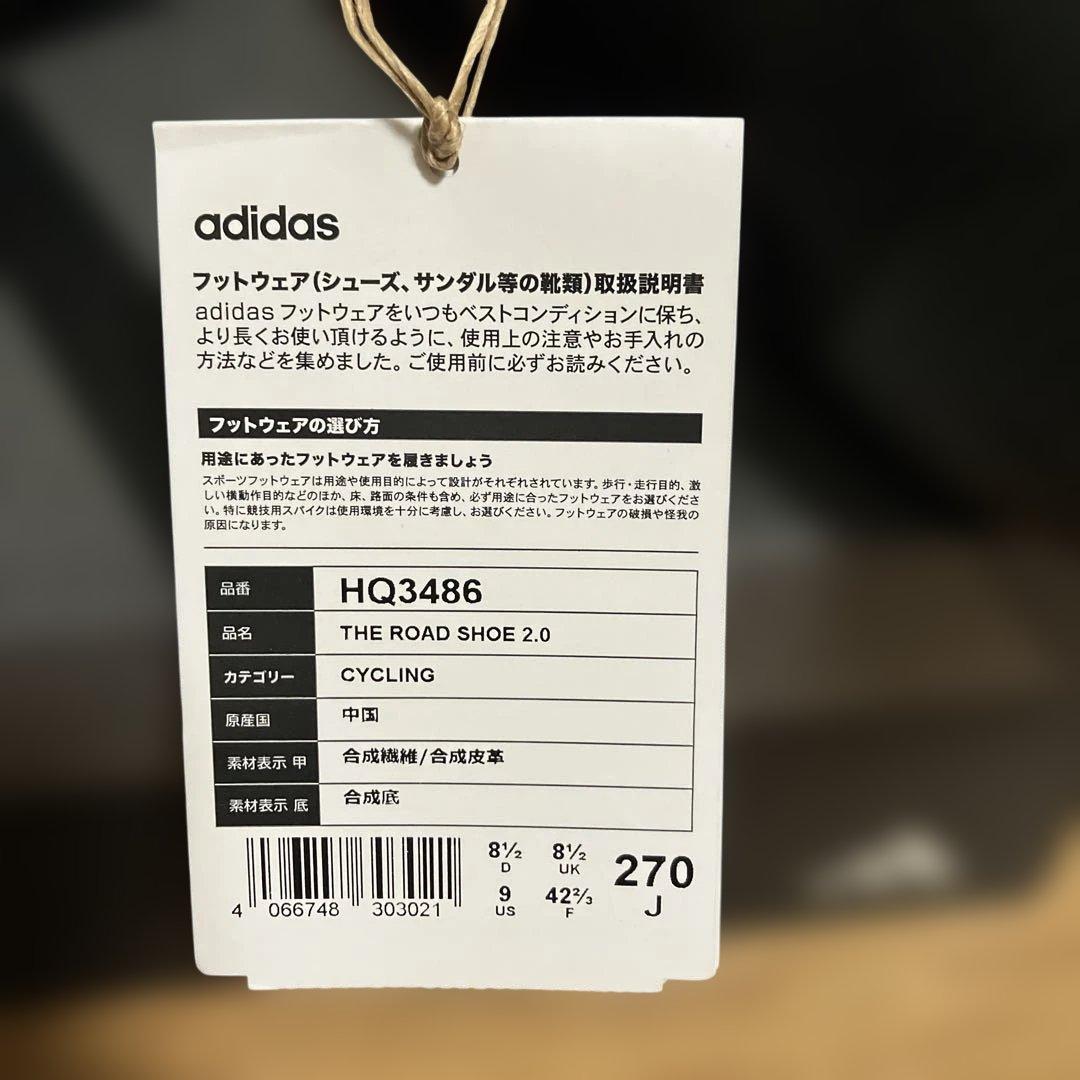 adidas
フットウェア(シューズ、サンダル等の靴類)取扱説明書
adidas フットウェアをいつもベストコンディションに保ち、
より長くお使い頂けるように、使用上の注意やお手入れの
方法などを集めました。ご使用前に必ずお読みください。
フットウェアの選び方
用途にあったフットウェアを履きましょう
スポーツフットウェアは用途や使用目的によって設計がそれぞれされています。歩行・走行目的、激
しい横動作目的などのほか、床、路面の条件も含め、必ず用途に合ったフットウェアをお選びくださ
い。特に競技用スパイクは使用環境を十分に考慮し、お選びください。フットウェアの破損や怪我の
原因になります。
品番 HQ3486
品名 THE ROAD SHOE 2.0
カテゴリー CYCLING
原産国 中国
素材表示 甲 合成繊維/合成皮革
素材表示 底 合成底
8½ 8½ 270
D UK
9 42⅔ J
US F
4 066748 303021